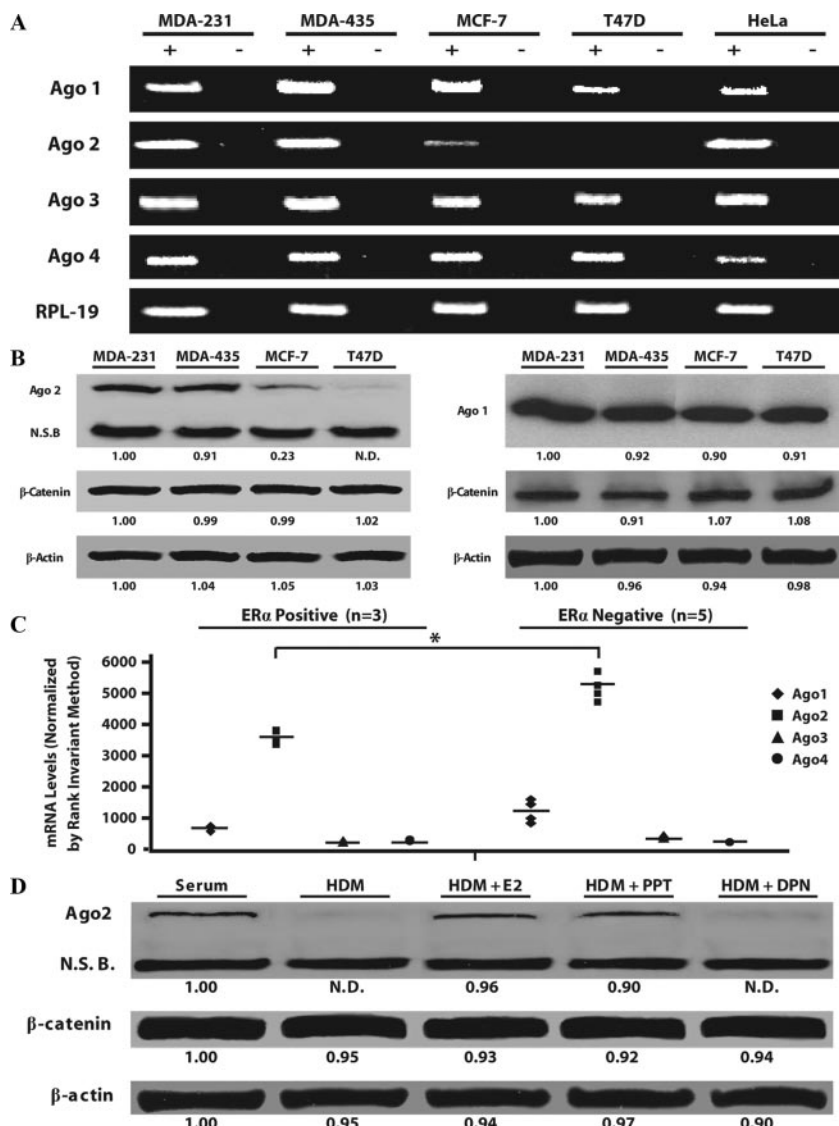 A
MDA-231 MDA-435 MCF-7 T47D HeLa
+ - + - + - + - + -
Ago 1
Ago 2
Ago 3
Ago 4
RPL-19
B
MDA-231 MDA-435 MCF-7 T47D
Ago 2
N.S.B
1.00 0.91 0.23 N.D.
β-Catenin
1.00 0.99 0.99 1.02
β-Actin
1.00 1.04 1.05 1.03
MDA-231 MDA-435 MCF-7 T47D
Ago 1
1.00 0.92 0.90 0.91
β-Catenin
1.00 0.91 1.07 1.08
β-Actin
1.00 0.96 0.94 0.98
C
ERα Positive (n=3) ERα Negative (n=5)
*
mRNA Levels (Normalized
by Rank Invariant Method)
6000
5000
4000
3000
2000
1000
0
Ago1
Ago2
Ago3
Ago4
D
Serum HDM HDM + E2 HDM + PPT HDM + DPN
Ago2
N.S. B.
1.00 N.D. 0.96 0.90 N.D.
β-catenin
1.00 0.95 0.93 0.92 0.94
β-actin
1.00 0.95 0.94 0.97 0.90